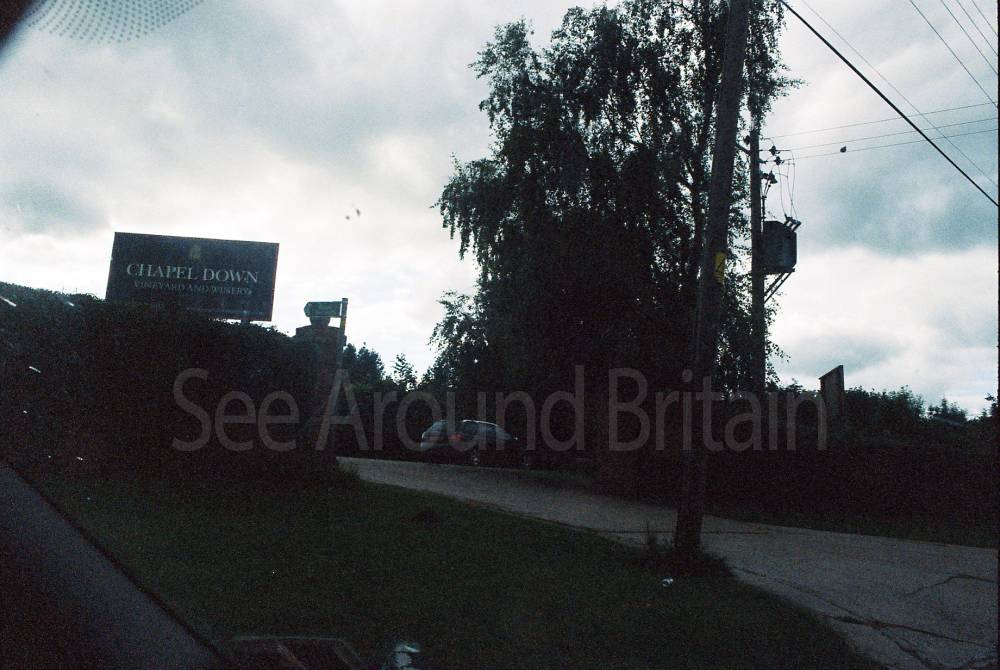 CHAPEL DOWN
VINEYARD AND WINERY
See Around Britain